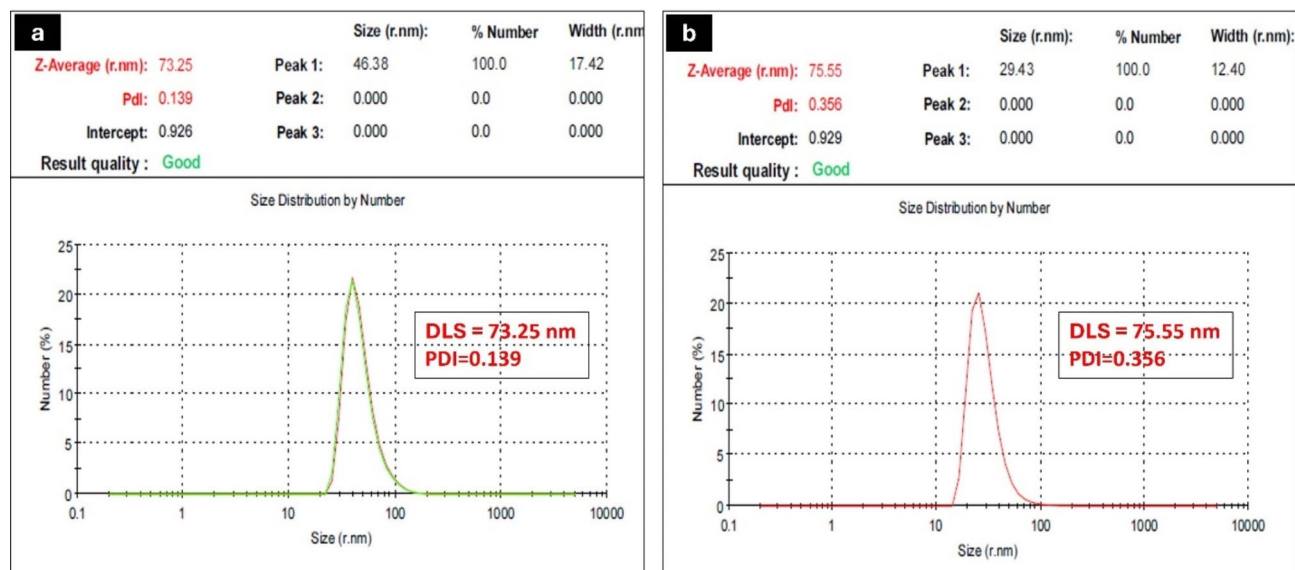 a
Size (r.nm): % Number Width (r.nm
Z-Average (r.nm): 73.25 Peak 1: 46.38 100.0 17.42
PdI: 0.139 Peak 2: 0.000 0.0 0.000
Intercept: 0.926 Peak 3: 0.000 0.0 0.000
Result quality : Good
Size Distribution by Number
Number (%)
25
20
15
10
5
0
DLS = 73.25 nm
PDI=0.139
0.1 1 10 100 1000 10000
Size (r.nm)
b
Size (r.nm): % Number Width (r.nm):
Z-Average (r.nm): 75.55 Peak 1: 29.43 100.0 12.40
PdI: 0.356 Peak 2: 0.000 0.0 0.000
Intercept: 0.929 Peak 3: 0.000 0.0 0.000
Result quality : Good
Size Distribution by Number
Number (%)
25
20
15
10
5
0
DLS = 75.55 nm
PDI=0.356
0.1 1 10 100 1000 10000
Size (r.nm)